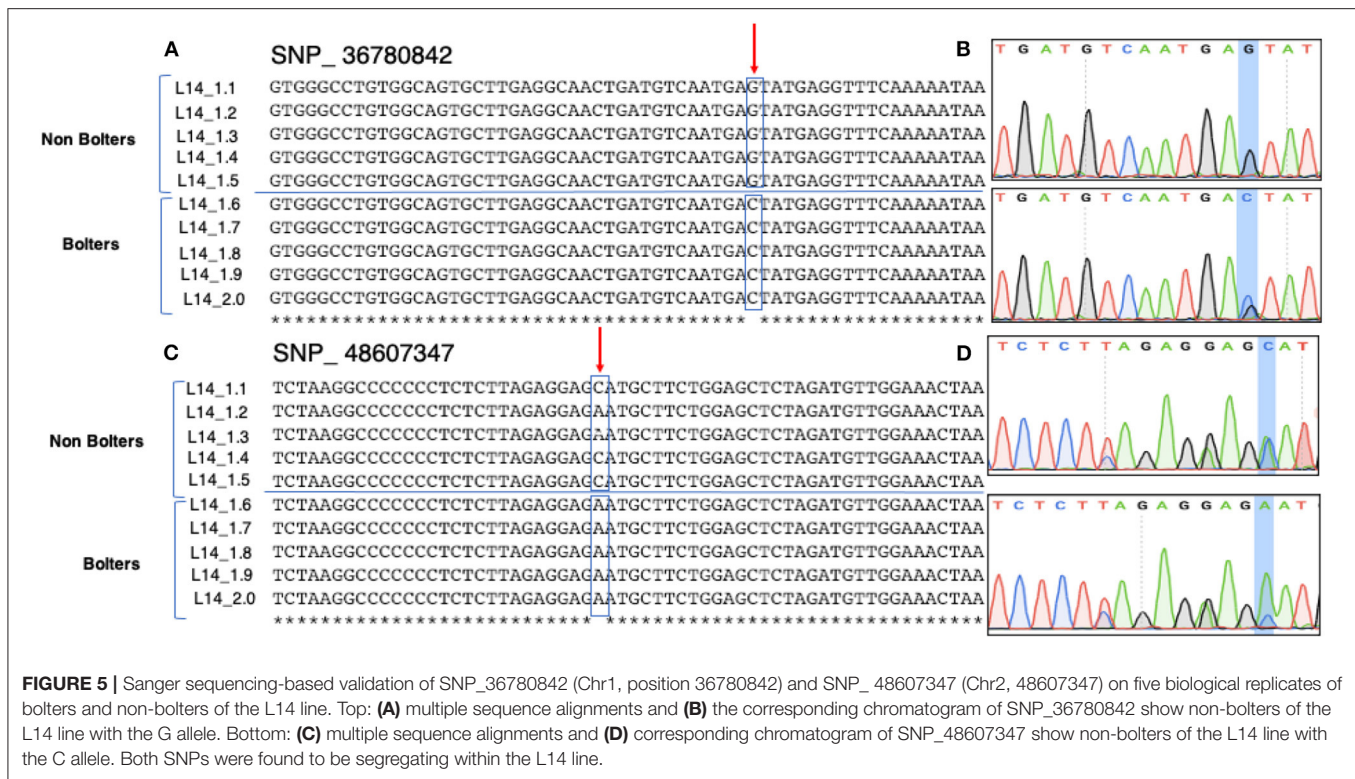 A SNP_ 36780842
Non Bolters
L14_1.1 GTGGGCCTGTGGCAGTGCTTGAGGCAACTGATGTCAATGAGTATGAGGTTTCAAAAATAA
L14_1.2 GTGGGCCTGTGGCAGTGCTTGAGGCAACTGATGTCAATGAGTATGAGGTTTCAAAAATAA
L14_1.3 GTGGGCCTGTGGCAGTGCTTGAGGCAACTGATGTCAATGAGTATGAGGTTTCAAAAATAA
L14_1.4 GTGGGCCTGTGGCAGTGCTTGAGGCAACTGATGTCAATGAGTATGAGGTTTCAAAAATAA
L14_1.5 GTGGGCCTGTGGCAGTGCTTGAGGCAACTGATGTCAATGAGTATGAGGTTTCAAAAATAA
Bolters
L14_1.6 GTGGGCCTGTGGCAGTGCTTGAGGCAACTGATGTCAATGACTATGAGGTTTCAAAAATAA
L14_1.7 GTGGGCCTGTGGCAGTGCTTGAGGCAACTGATGTCAATGACTATGAGGTTTCAAAAATAA
L14_1.8 GTGGGCCTGTGGCAGTGCTTGAGGCAACTGATGTCAATGACTATGAGGTTTCAAAAATAA
L14_1.9 GTGGGCCTGTGGCAGTGCTTGAGGCAACTGATGTCAATGACTATGAGGTTTCAAAAATAA
L14_2.0 GTGGGCCTGTGGCAGTGCTTGAGGCAACTGATGTCAATGACTATGAGGTTTCAAAAATAA
**************************************** *******************
B
T G A T G T C A A T G A G T A T
T G A T G T C A A T G A C T A T
C SNP_ 48607347
Non Bolters
L14_1.1 TCTAAGGCCCCCCCTCTCTTAGAGGAGCATGCTTCTGGAGCTCTAGATGTTGGAAACTAA
L14_1.2 TCTAAGGCCCCCCCTCTCTTAGAGGAGAATGCTTCTGGAGCTCTAGATGTTGGAAACTAA
L14_1.3 TCTAAGGCCCCCCCTCTCTTAGAGGAGAATGCTTCTGGAGCTCTAGATGTTGGAAACTAA
L14_1.4 TCTAAGGCCCCCCCTCTCTTAGAGGAGCATGCTTCTGGAGCTCTAGATGTTGGAAACTAA
L14_1.5 TCTAAGGCCCCCCCTCTCTTAGAGGAGCATGCTTCTGGAGCTCTAGATGTTGGAAACTAA
Bolters
L14_1.6 TCTAAGGCCCCCCCTCTCTTAGAGGAGAATGCTTCTGGAGCTCTAGATGTTGGAAACTAA
L14_1.7 TCTAAGGCCCCCCCTCTCTTAGAGGAGAATGCTTCTGGAGCTCTAGATGTTGGAAACTAA
L14_1.8 TCTAAGGCCCCCCCTCTCTTAGAGGAGAATGCTTCTGGAGCTCTAGATGTTGGAAACTAA
L14_1.9 TCTAAGGCCCCCCCTCTCTTAGAGGAGAATGCTTCTGGAGCTCTAGATGTTGGAAACTAA
L14_2.0 TCTAAGGCCCCCCCTCTCTTAGAGGAGAATGCTTCTGGAGCTCTAGATGTTGGAAACTAA
*************************** ********************************
D
T C T C T T A G A G G A G C A T
T C T C T T A G A G G A G A A T
FIGURE 5 | Sanger sequencing-based validation of SNP_36780842 (Chr1, position 36780842) and SNP_ 48607347 (Chr2, 48607347) on five biological replicates of
bolters and non-bolters of the L14 line. Top: (A) multiple sequence alignments and (B) the corresponding chromatogram of SNP_36780842 show non-bolters of the
L14 line with the G allele. Bottom: (C) multiple sequence alignments and (D) corresponding chromatogram of SNP_48607347 show non-bolters of the L14 line with
the C allele. Both SNPs were found to be segregating within the L14 line.